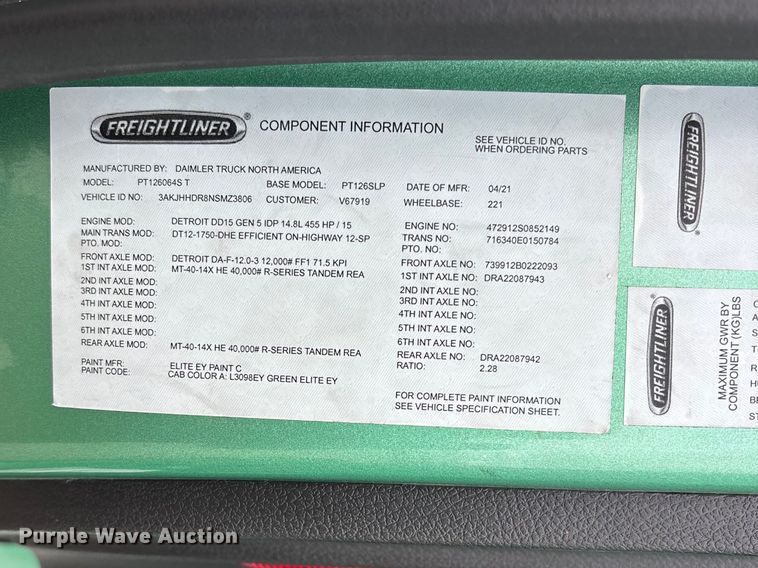 FREIGHTLINER ® COMPONENT INFORMATION
SEE VEHICLE ID NO.
WHEN ORDERING PARTS
MANUFACTURED BY: DAIMLER TRUCK NORTH AMERICA
MODEL: PT126064S T BASE MODEL: PT126SLP DATE OF MFR: 04/21
VEHICLE ID NO: 3AKJHHDR8NSMZ3806 CUSTOMER: V67919 WHEELBASE: 221
ENGINE MOD: DETROIT DD15 GEN 5 IDP 14.8L 455 HP / 15 ENGINE NO: 472912S0852149
MAIN TRANS MOD: DT12-1750-DHE EFFICIENT ON-HIGHWAY 12-SP TRANS NO: 716340E0150784
PTO. MOD: PTO. NO:
FRONT AXLE MOD: DETROIT DA-F-12.0-3 12,000# FF1 71.5 KPI FRONT AXLE NO: 739912B0222093
1ST INT AXLE MOD: MT-40-14X HE 40,000# R-SERIES TANDEM REA 1ST INT AXLE NO: DRA22087943
2ND INT AXLE MOD: 2ND INT AXLE NO:
3RD INT AXLE MOD: 3RD INT AXLE NO:
4TH INT AXLE MOD: 4TH INT AXLE NO:
5TH INT AXLE MOD: 5TH INT AXLE NO:
6TH INT AXLE MOD: 6TH INT AXLE NO:
REAR AXLE MOD: MT-40-14X HE 40,000# R-SERIES TANDEM REA REAR AXLE NO: DRA22087942
RATIO: 2.28
PAINT MFR: ELITE EY PAINT C
PAINT CODE: CAB COLOR A: L3098EY GREEN ELITE EY
FOR COMPLETE PAINT INFORMATION
SEE VEHICLE SPECIFICATION SHEET.
FREIGHTLINER ®
FREIGHTLINER ®
MAXIMUM GWR BY
COMPONENT (KG)LBS
Purple Wave Auction